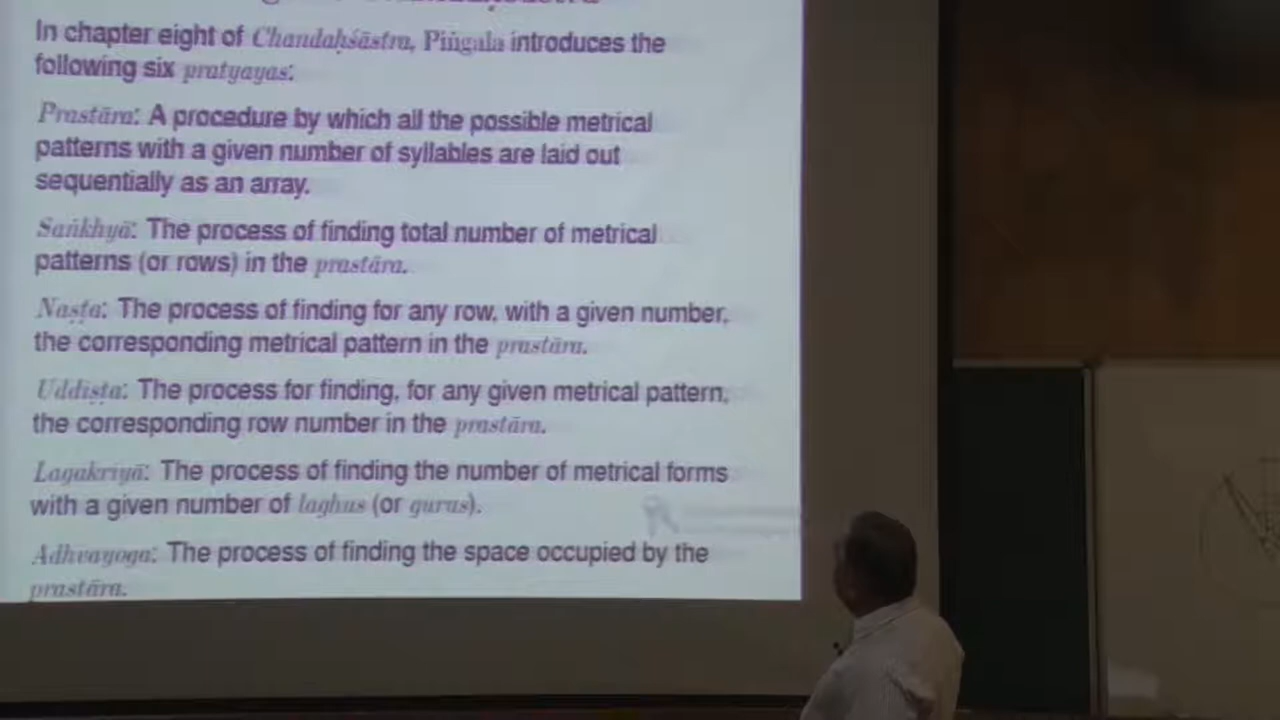 In chapter eight of Chandaḥśāstra, Piṅgala introduces the
following six pratyayas:
Prastāra: A procedure by which all the possible metrical
patterns with a given number of syllables are laid out
sequentially as an array.
Saṅkhyā: The process of finding total number of metrical
patterns (or rows) in the prastāra.
Naṣṭa: The process of finding for any row, with a given number,
the corresponding metrical pattern in the prastāra.
Uddiṣṭa: The process for finding, for any given metrical pattern,
the corresponding row number in the prastāra.
Lagakriyā: The process of finding the number of metrical forms
with a given number of laghus (or gurus).
Adhvayoga: The process of finding the space occupied by the
prastāra.